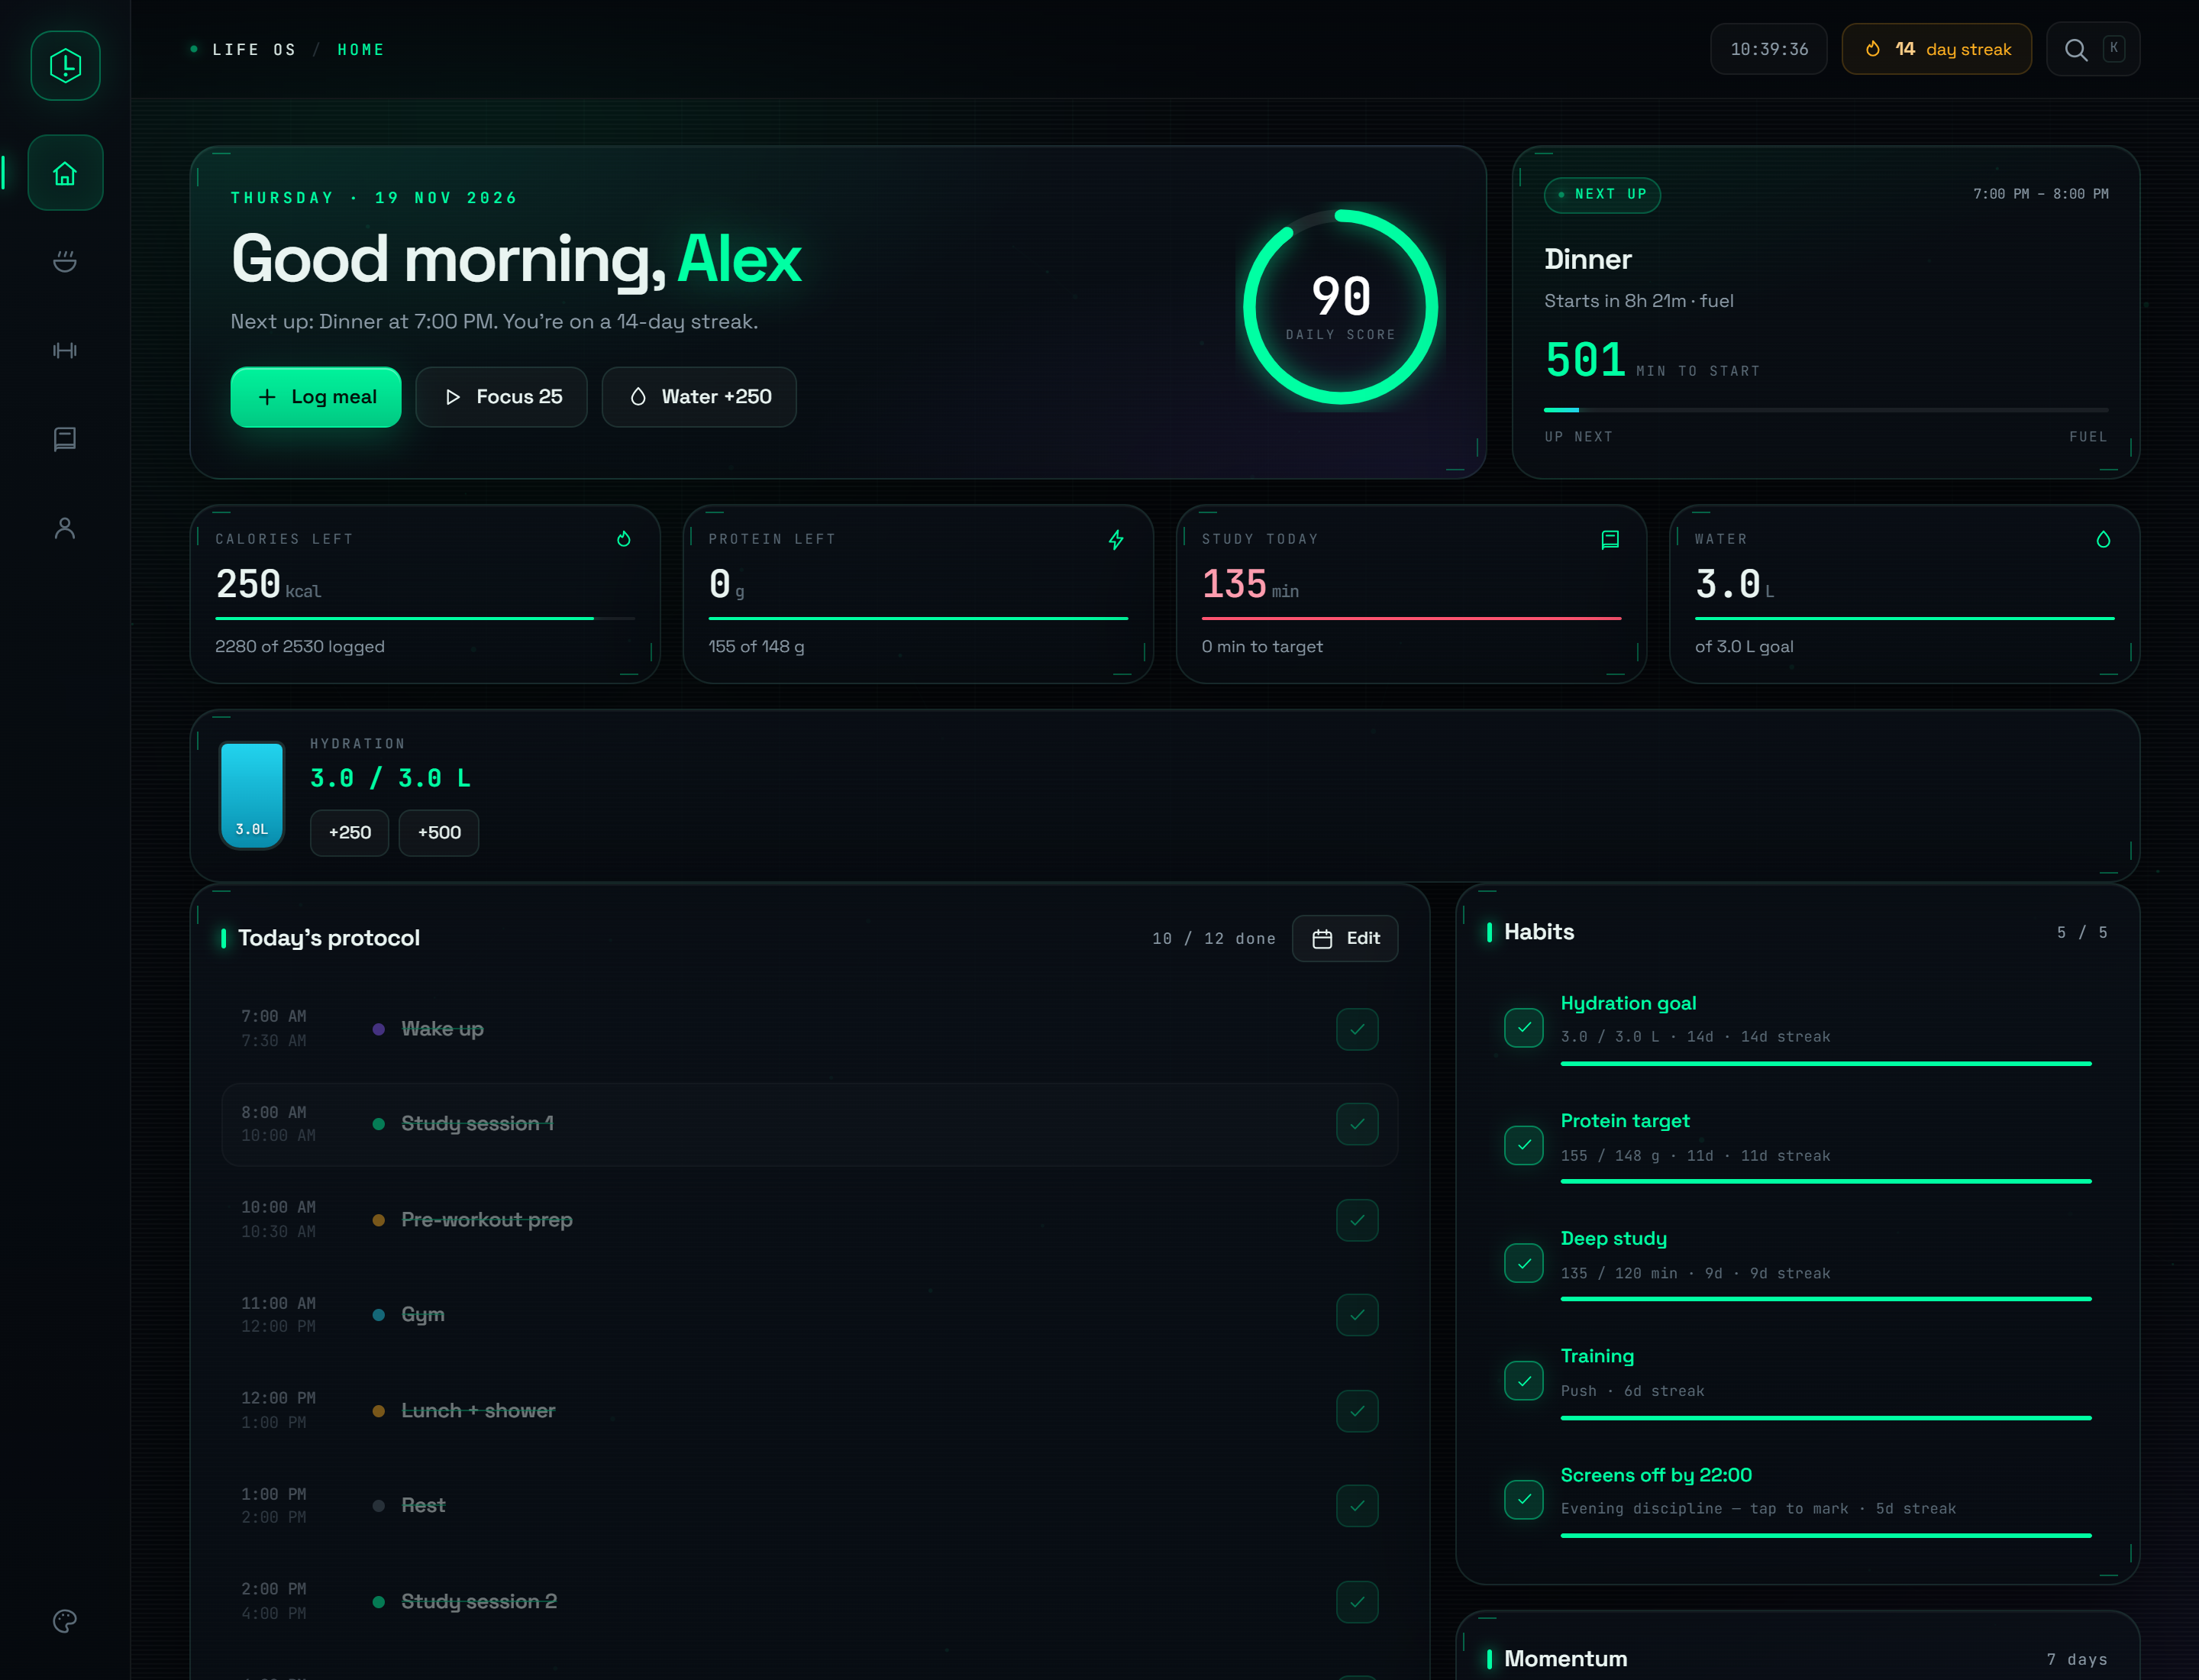 LIFE OS / HOME
10:39:36
14 day streak
K
THURSDAY · 19 NOV 2026
Good morning, Alex
Next up: Dinner at 7:00 PM. You're on a 14-day streak.
Log meal
Focus 25
Water +250
90
DAILY SCORE
NEXT UP
7:00 PM – 8:00 PM
Dinner
Starts in 8h 21m · fuel
501 MIN TO START
UP NEXT
FUEL
CALORIES LEFT
250 kcal
2280 of 2530 logged
PROTEIN LEFT
0 g
155 of 148 g
STUDY TODAY
135 min
0 min to target
WATER
3.0 L
of 3.0 L goal
3.0L
HYDRATION
3.0 / 3.0 L
+250
+500
Today's protocol
10 / 12 done
Edit
7:00 AM
7:30 AM
Wake up
8:00 AM
10:00 AM
Study session 1
10:00 AM
10:30 AM
Pre-workout prep
11:00 AM
12:00 PM
Gym
12:00 PM
1:00 PM
Lunch + shower
1:00 PM
2:00 PM
Rest
2:00 PM
4:00 PM
Study session 2
Habits
5 / 5
Hydration goal
3.0 / 3.0 L · 14d · 14d streak
Protein target
155 / 148 g · 11d · 11d streak
Deep study
135 / 120 min · 9d · 9d streak
Training
Push · 6d streak
Screens off by 22:00
Evening discipline — tap to mark · 5d streak
Momentum
7 days